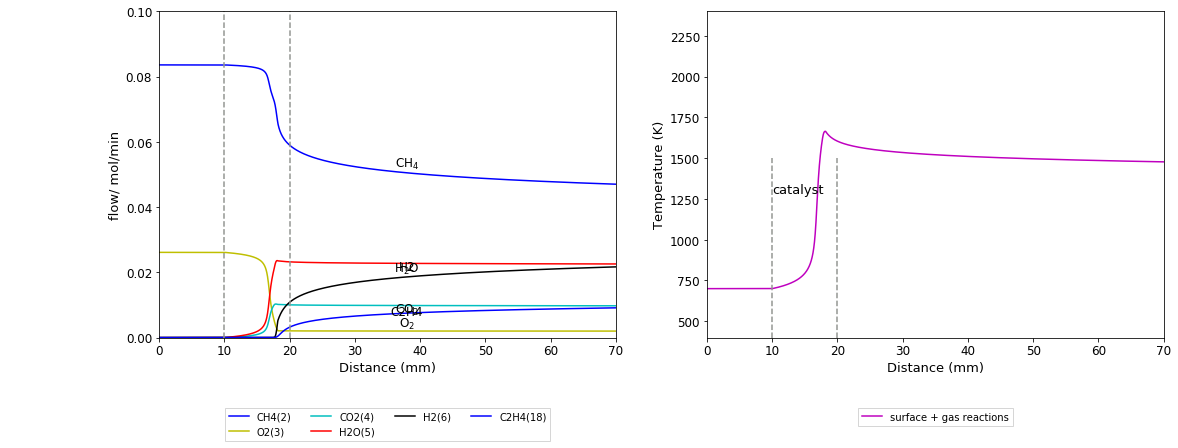 0.10
0.08
0.06
0.04
0.02
0.00
flow/ mol/min
CH4
H2O
H2
CO2
C2H4
O2
0 10 20 30 40 50 60 70
Distance (mm)
CH4(2) CO2(4) H2(6) C2H4(18)
O2(3) H2O(5)
2250
2000
1750
1500
1250
1000
750
500
Temperature (K)
catalyst
0 10 20 30 40 50 60 70
Distance (mm)
surface + gas reactions